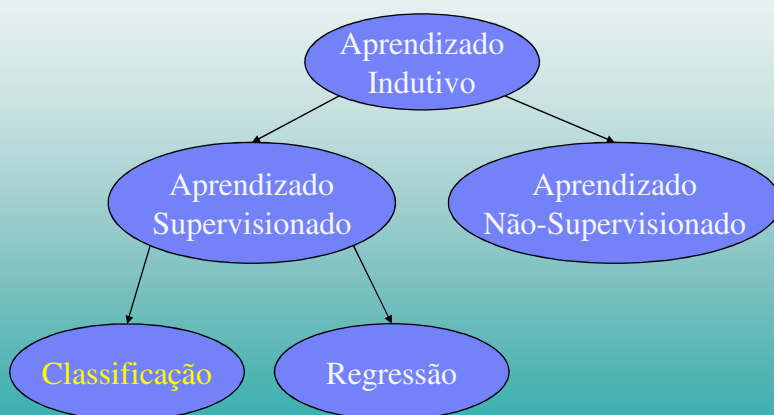 Aprendizado
Indutivo
Aprendizado
Supervisionado
Aprendizado
Não-Supervisionado
Classificação
Regressão